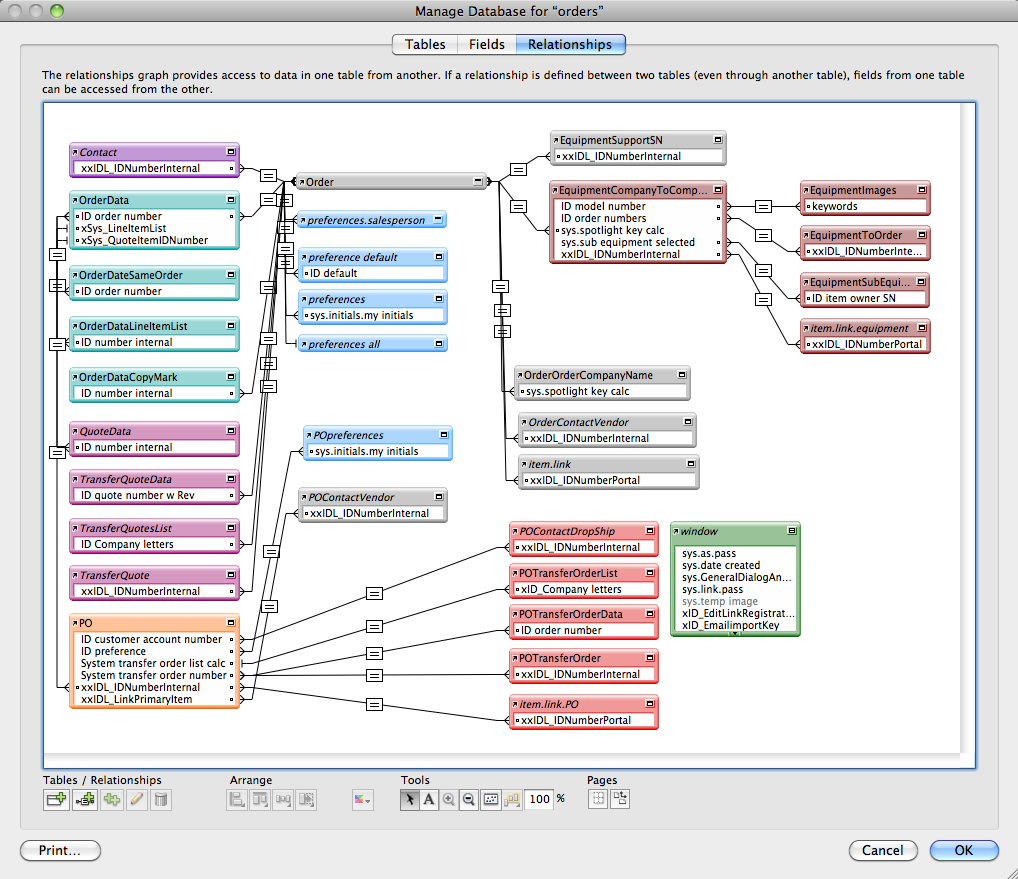 Manage Database for “orders”
Tables
Fields
Relationships
The relationships graph provides access to data in one table from another. If a relationship is defined between two tables (even through another table), fields from one table
can be accessed from the other.
Contact
xxIDL_IDNumberInternal
OrderData
ID order number
xSys_LineItemList
xSys_QuoteItemIDNumber
OrderDateSameOrder
ID order number
OrderDataLineItemList
ID number internal
OrderDataCopyMark
ID number internal
QuoteData
ID number internal
TransferQuoteData
ID quote number w Rev
TransferQuotesList
ID Company letters
TransferQuote
xxIDL_IDNumberInternal
PO
ID customer account number
ID preference
System transfer order list calc
System transfer order number
xxIDL_IDNumberInternal
xxIDL_LinkPrimaryItem
Order
preferences.salesperson
preference default
ID default
preferences
sys.initials.my initials
preferences all
POpreferences
sys.initials.my initials
POContactVendor
xxIDL_IDNumberInternal
EquipmentSupportSN
xxIDL_IDNumberInternal
EquipmentCompanyToComp...
ID model number
ID order numbers
sys.spotlight key calc
sys.sub equipment selected
xxIDL_IDNumberInternal
EquipmentImages
keywords
EquipmentToOrder
xxIDL_IDNumberInte...
EquipmentSubEqui...
ID item owner SN
item.link.equipment
xxIDL_IDNumberPortal
OrderOrderCompanyName
sys.spotlight key calc
OrderContactVendor
xxIDL_IDNumberInternal
item.link
xxIDL_IDNumberPortal
POContactDropShip
xxIDL_IDNumberInternal
POTransferOrderList
xID_Company letters
POTransferOrderData
ID order number
POTransferOrder
xxIDL_IDNumberInternal
item.link.PO
xxIDL_IDNumberPortal
window
sys.as.pass
sys.date created
sys.GeneralDialogAn...
sys.link.pass
sys.temp image
xID_EditLinkRegistrat...
xID_EmailimportKey
Tables / Relationships
Arrange
Tools
Pages
A
100 %
Print...
Cancel
OK